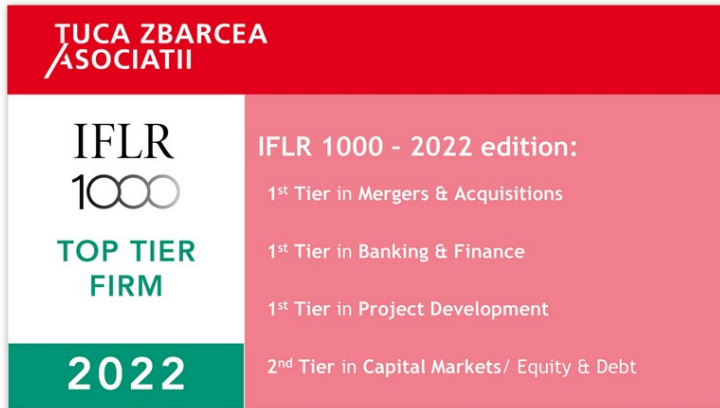 TUCA ZBARCEA
ASOCIATII
IFLR
1000
TOP TIER
FIRM
2022
IFLR 1000 – 2022 edition:
1st Tier in Mergers & Acquisitions
1st Tier in Banking & Finance
1st Tier in Project Development
2nd Tier in Capital Markets/ Equity & Debt